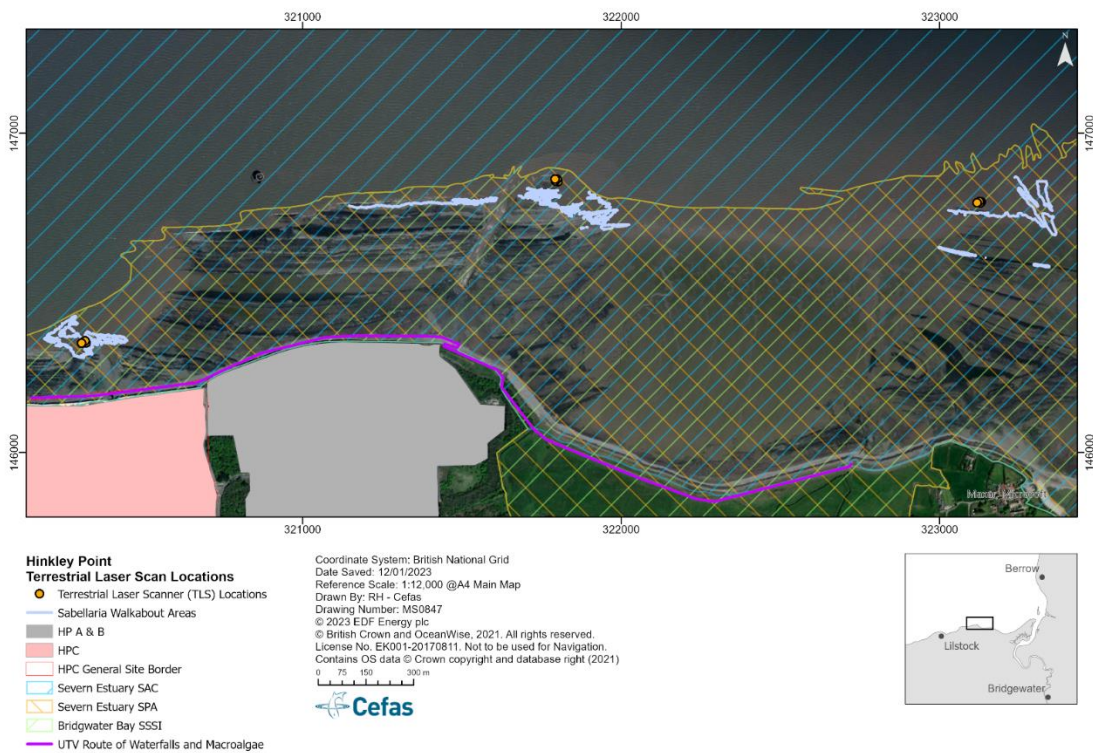 321000
322000
323000
N
147000
147000
146000
146000
Maxar, Microsoft
321000
322000
323000
Hinkley Point
Terrestrial Laser Scan Locations
Terrestrial Laser Scanner (TLS) Locations
Sabellaria Walkabout Areas
HP A & B
HPC
HPC General Site Border
Severn Estuary SAC
Severn Estuary SPA
Bridgwater Bay SSSI
UTV Route of Waterfalls and Macroalgae
Coordinate System: British National Grid
Date Saved: 12/01/2023
Reference Scale: 1:12,000 @A4 Main Map
Drawn By: RH - Cefas
Drawing Number: MS0847
© 2023 EDF Energy plc
© British Crown and OceanWise, 2021. All rights reserved.
License No. EK001-20170811. Not to be used for Navigation.
Contains OS data © Crown copyright and database right (2021)
0 75 150 300 m
Cefas
Berrow
Lilstock
Bridgewater